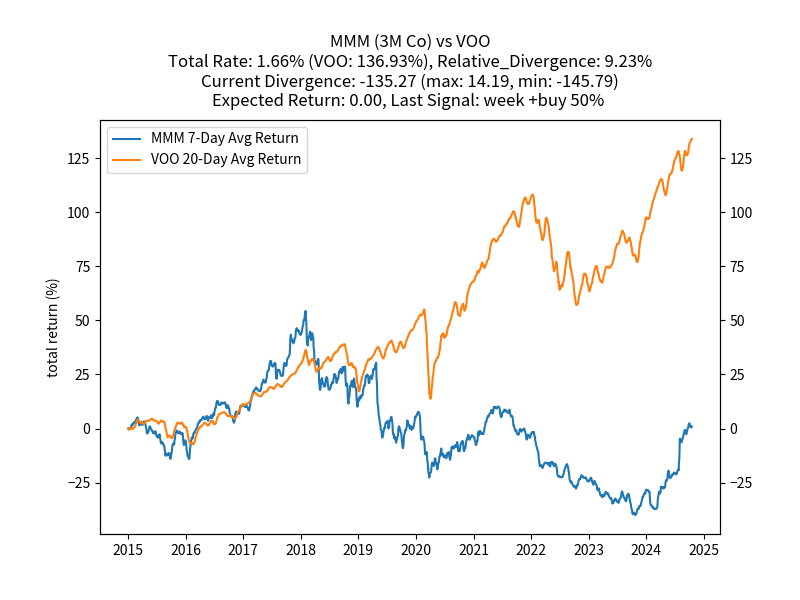 MMM (3M Co) vs VOO
Total Rate: 1.66% (VOO: 136.93%), Relative_Divergence: 9.23%
Current Divergence: -135.27 (max: 14.19, min: -145.79)
Expected Return: 0.00, Last Signal: week +buy 50%
MMM 7-Day Avg Return
VOO 20-Day Avg Return
total return (%)
125
100
75
50
25
0
−25
125
100
75
50
25
0
−25
2015 2016 2017 2018 2019 2020 2021 2022 2023 2024 2025